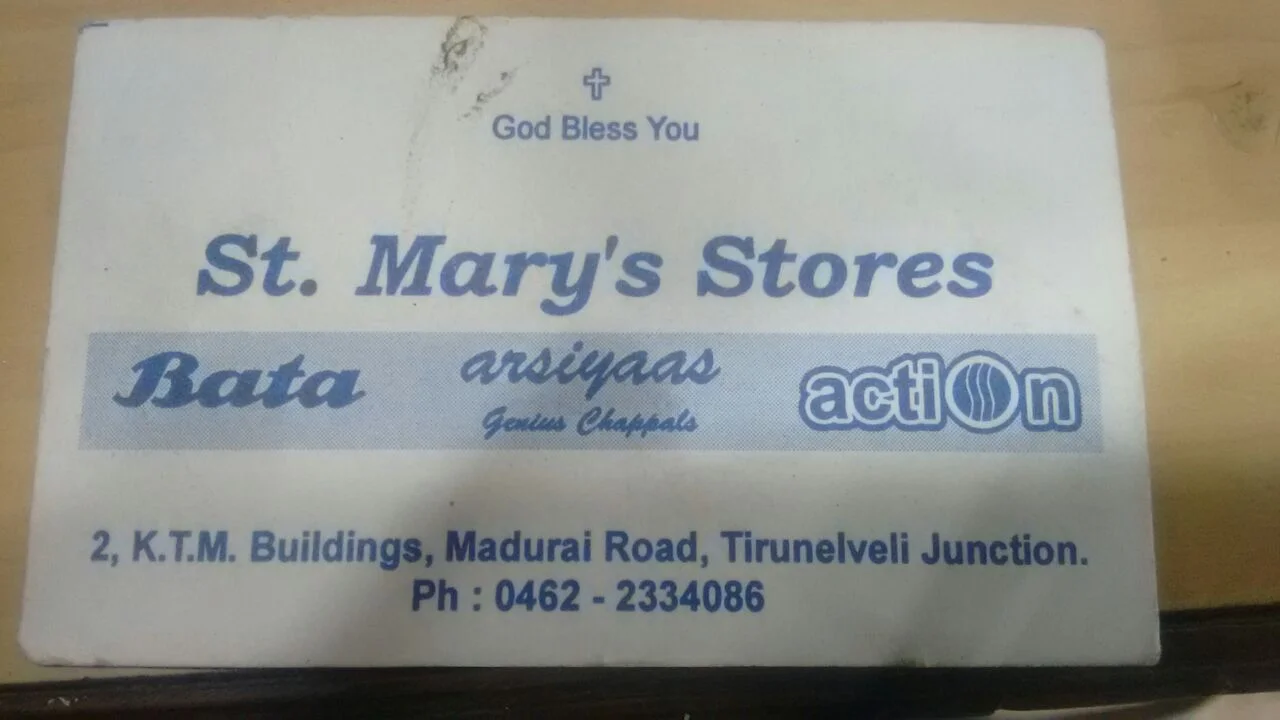 God Bless You
St. Mary's Stores
Bata arsiyaas action
Genius Chappals
2, K.T.M. Buildings, Madurai Road, Tirunelveli Junction.
Ph : 0462 - 2334086